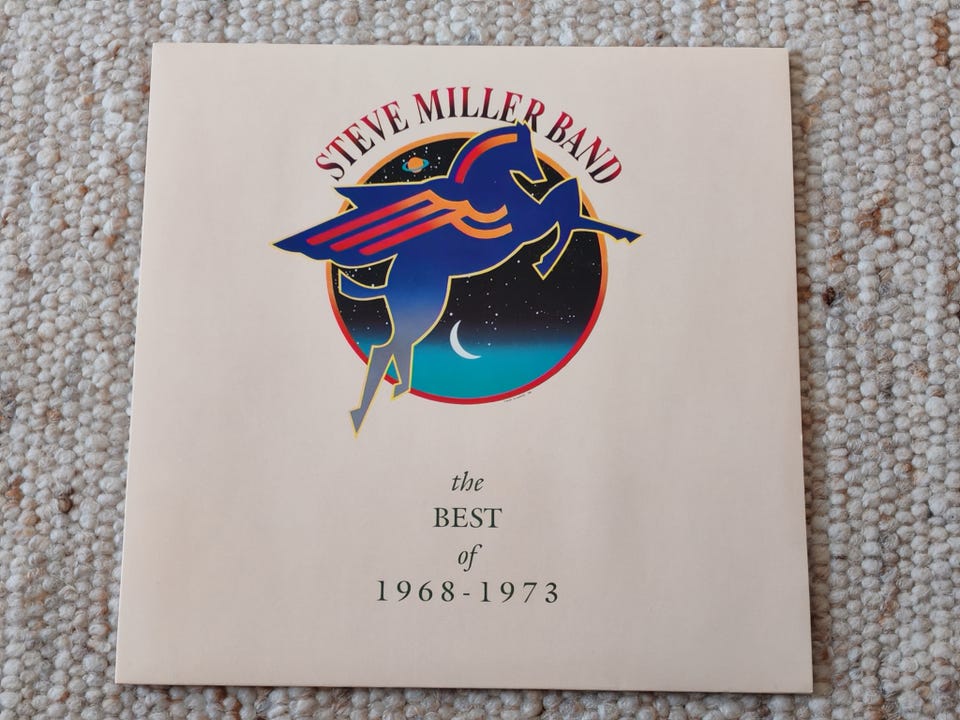 STEVE MILLER BAND
the
BEST
of
1968-1973